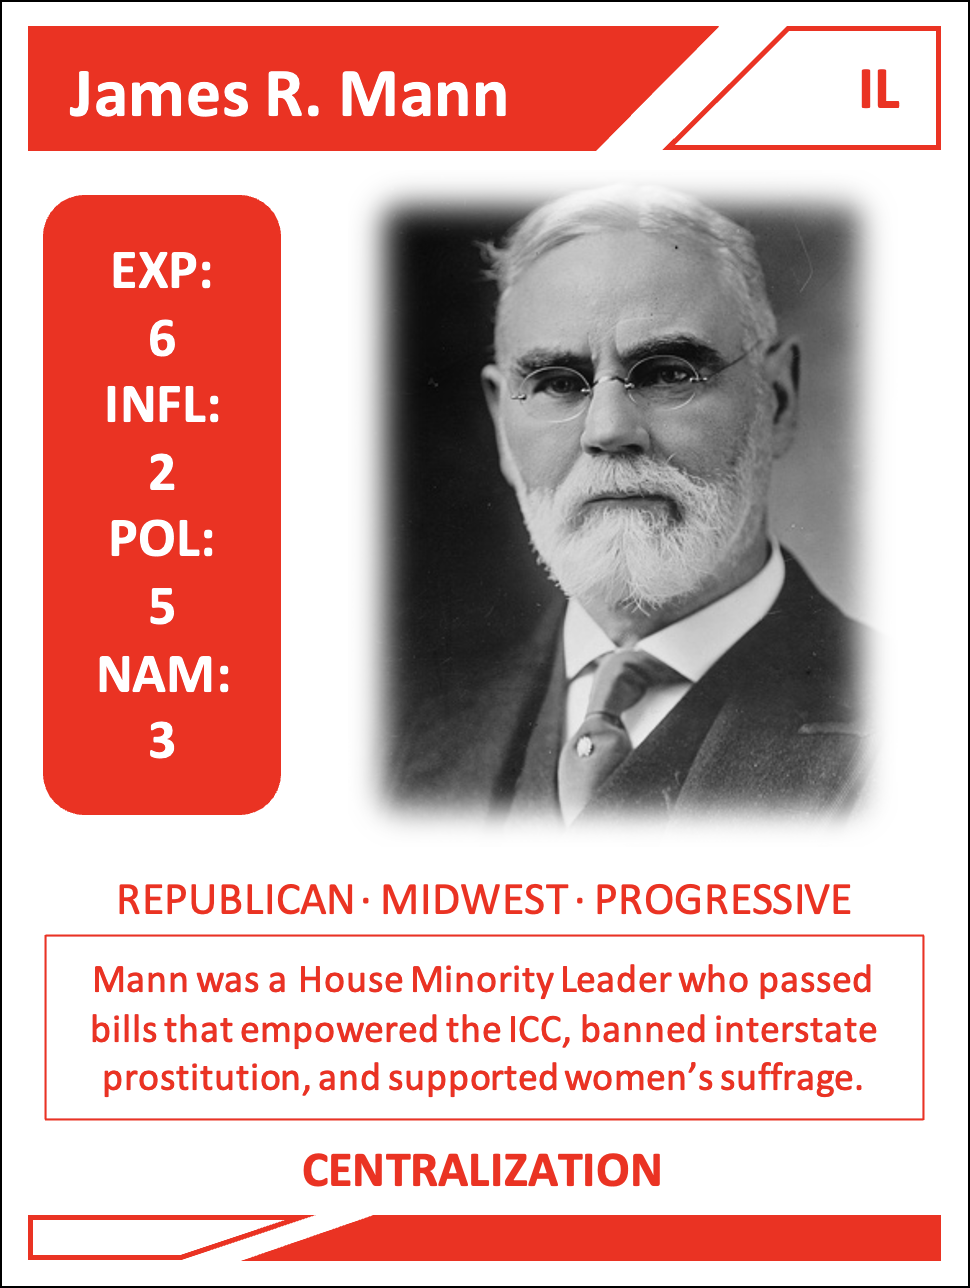 James R. Mann
IL
EXP:
6
INFL:
2
POL:
5
NAM:
3
REPUBLICAN · MIDWEST · PROGRESSIVE
Mann was a House Minority Leader who passed
bills that empowered the ICC, banned interstate
prostitution, and supported women’s suffrage.
CENTRALIZATION